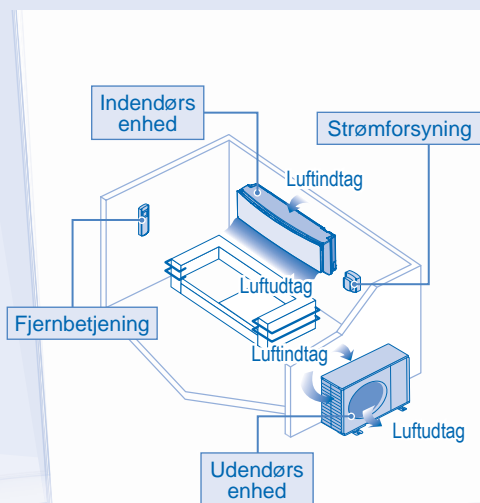 Indendørs
enhed
Strømforsyning
Luftindtag
Luftudtag
Fjernbetjening
Luftindtag
Luftudtag
Udendørs
enhed